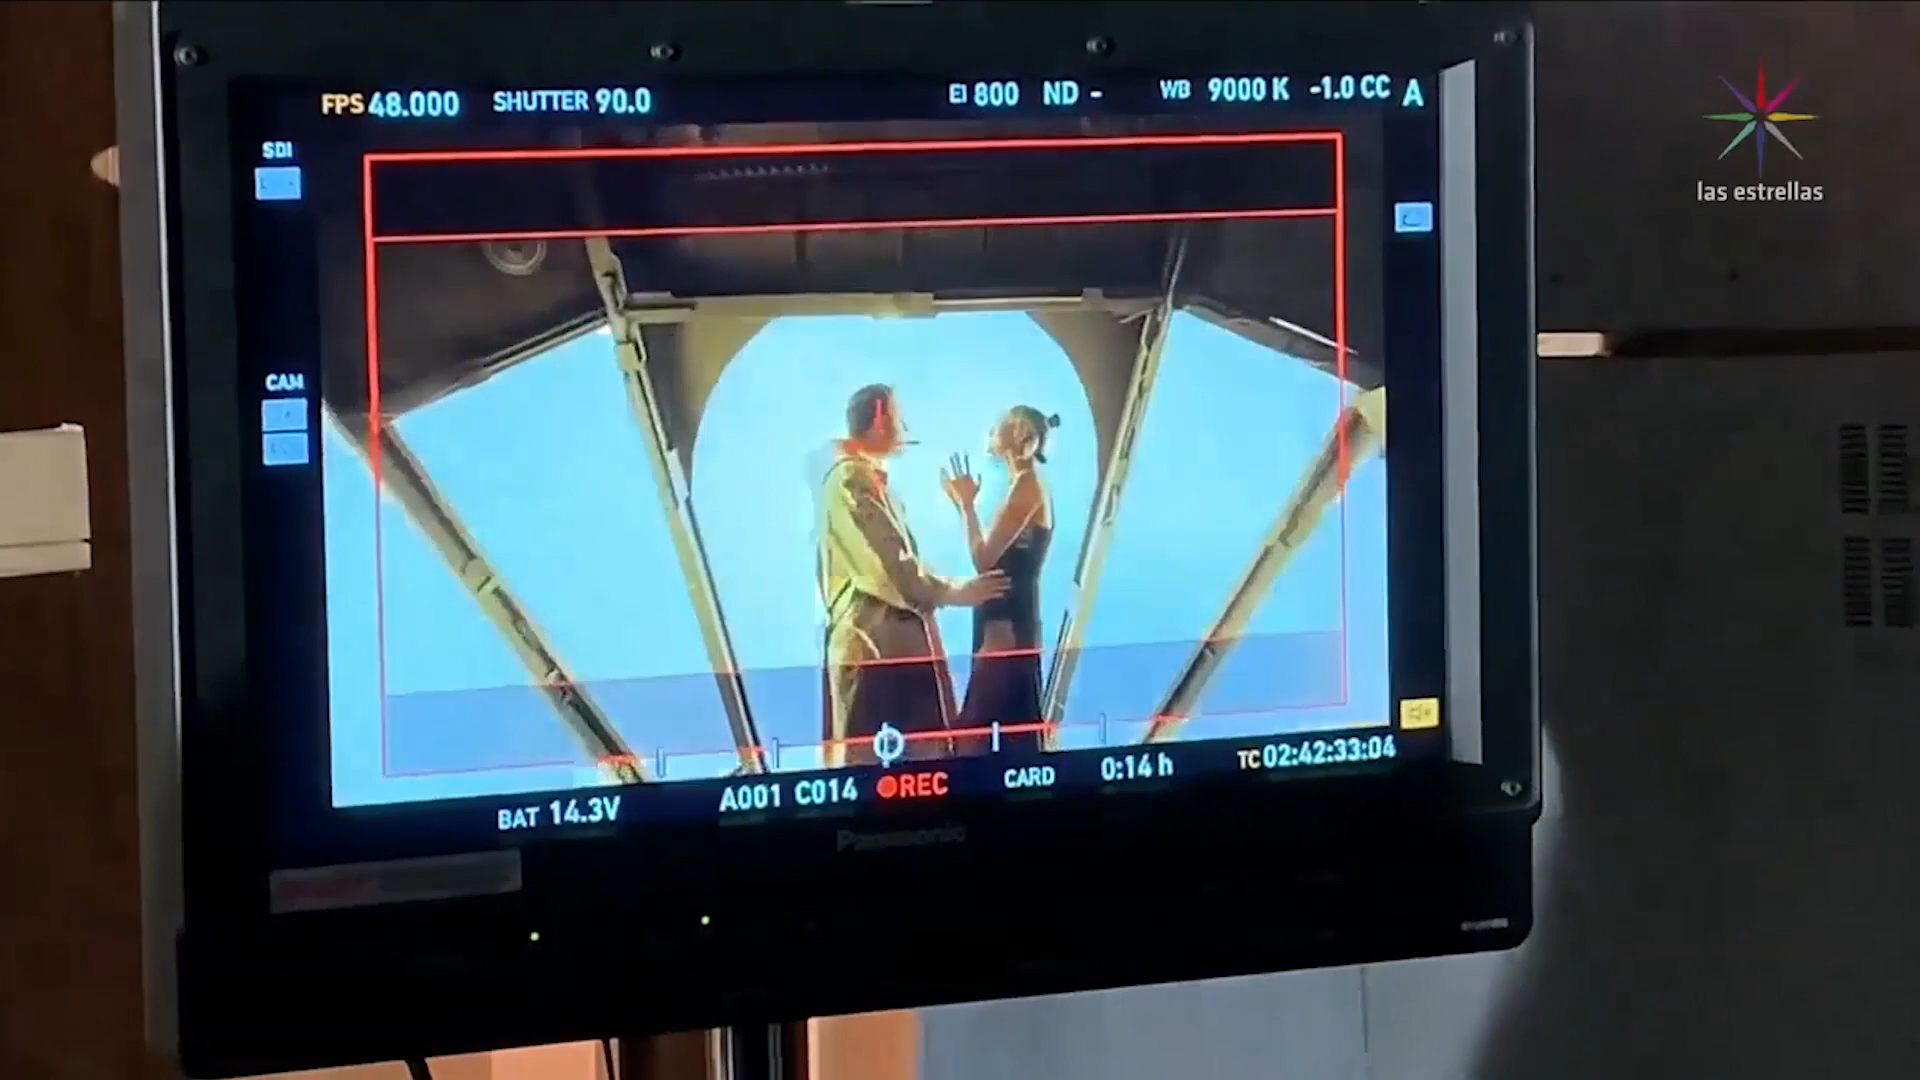 FPS 48.000 SHUTTER 90.0 EI 800 ND - WB 9000 K -1.0 CC A
SDI
las estrellas
CAM
BAT 14.3V A001 C014 REC CARD 0:14 h TC 02:42:33:04
Panasonic